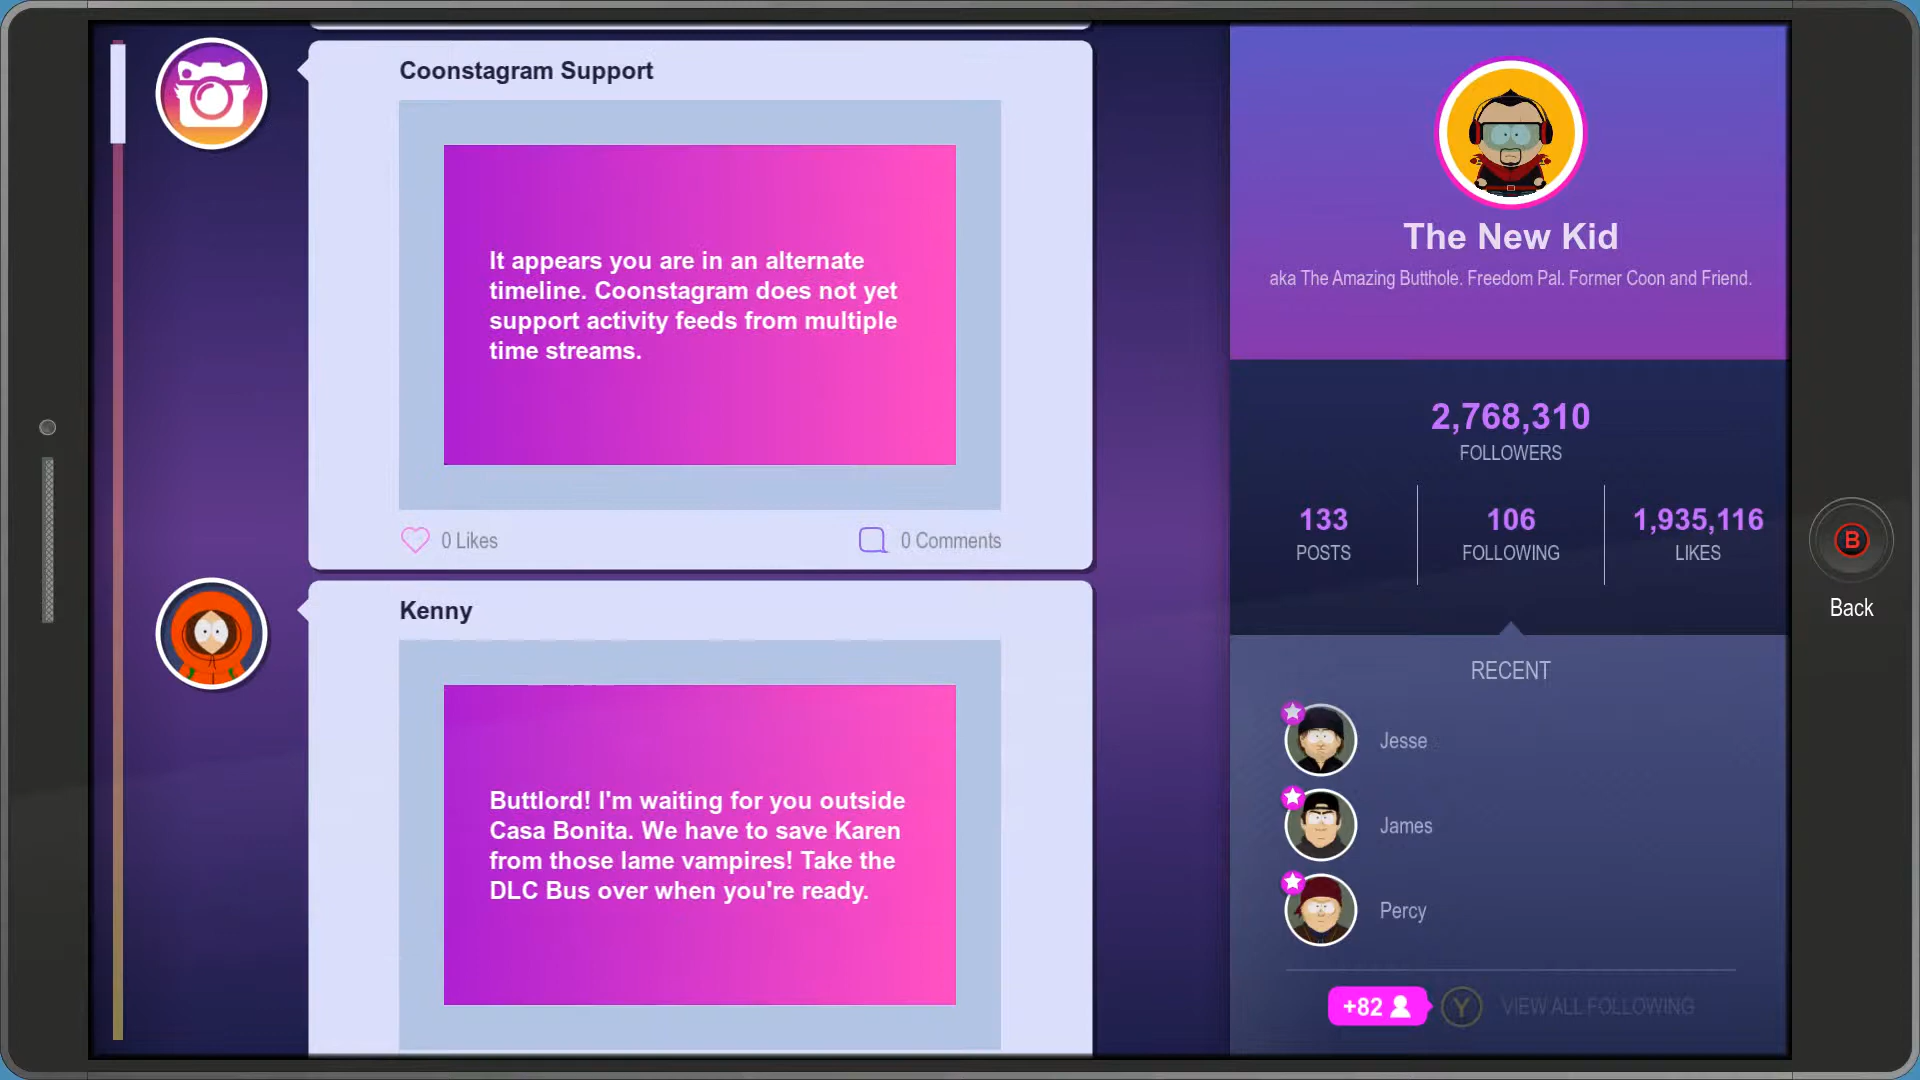 Coonstagram Support
It appears you are in an alternate
timeline. Coonstagram does not yet
support activity feeds from multiple
time streams.
0 Likes
0 Comments
Kenny
Buttlord! I'm waiting for you outside
Casa Bonita. We have to save Karen
from those lame vampires! Take the
DLC Bus over when you're ready.
The New Kid
aka The Amazing Butthole. Freedom Pal. Former Coon and Friend.
2,768,310
FOLLOWERS
133
POSTS
106
FOLLOWING
1,935,116
LIKES
RECENT
Jesse
James
Percy
+82
Y
VIEW ALL FOLLOWING
B
Back